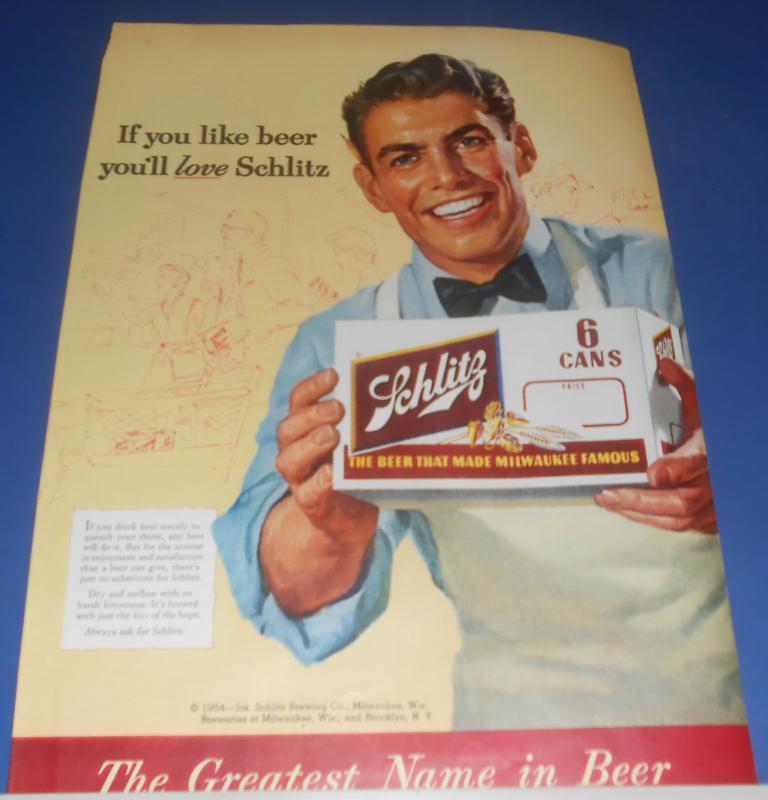 If you like beer
you'll love Schlitz
6
CANS
PRICE
Schlitz
THE BEER THAT MADE MILWAUKEE FAMOUS
If you drink beer merely to
quench your thirst, any beer
will do it. But for the utmost
in enjoyment and satisfaction
that a beer can give, there's
just no substitute for Schlitz.
Dry and mellow with no
harsh bitterness. It's brewed
with just the kiss of the hops.
Always ask for Schlitz.
© 1954—Jos. Schlitz Brewing Co., Milwaukee, Wis.
Breweries at Milwaukee, Wis., and Brooklyn, N. Y.
The Greatest Name in Beer